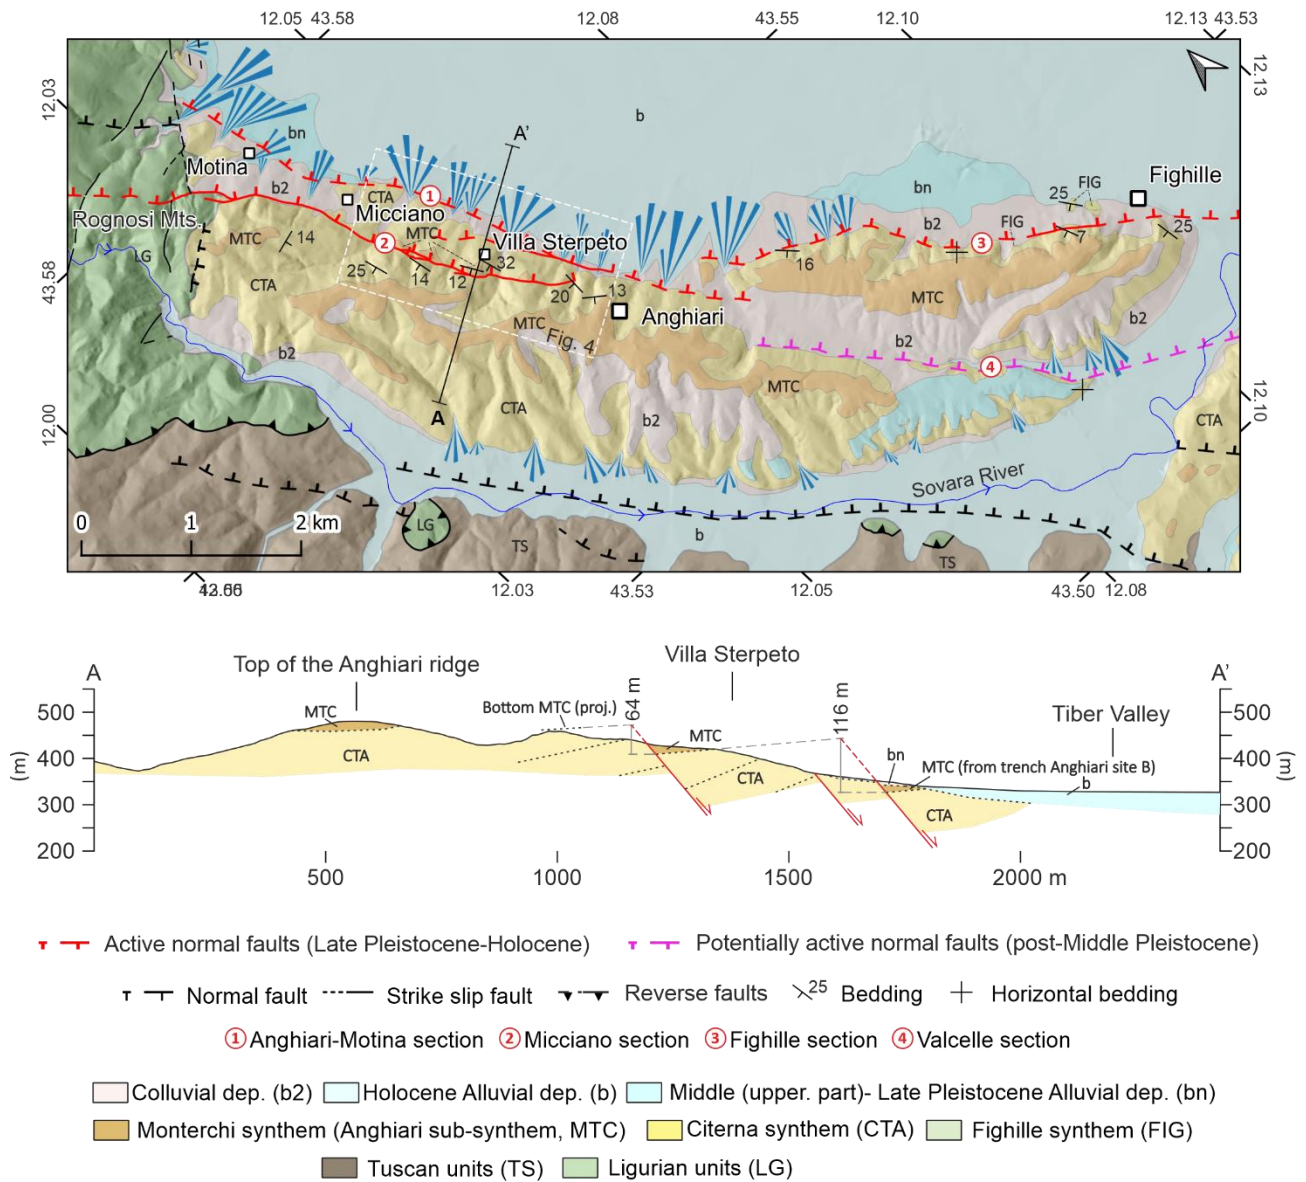 12.05 43.58 12.08 43.55 12.10 12.13 43.53
12.03
12.13
b
bn
A'
Motina
b2
CTA
1
Micciano
MTC
2
Villa Sterpeto
Rognosi Mts.
LG
MTC
14
CTA
25
14
12
32
20
13
Anghiari
MTC
Fig. 4
43.58
bn
25
FIG
Fighille
b2
FIG
3
7
25
16
MTC
b2
b2
4
MTC
b2
CTA
b2
A
12.00
12.10
CTA
Sovara River
0 1 2 km
LG
TS
b
TS
12.03 43.53 12.05 43.50 12.08
A
Top of the Anghiari ridge
Villa Sterpeto
A'
Tiber Valley
500
400
300
200
(m)
MTC
CTA
Bottom MTC (proj.)
64 m
MTC
CTA
116 m
bn
MTC (from trench Anghiari site B)
b
CTA
500
400
300
200
(m)
500 1000 1500 2000 m
Active normal faults (Late Pleistocene-Holocene) Potentially active normal faults (post-Middle Pleistocene)
Normal fault Strike slip fault Reverse faults 25 Bedding Horizontal bedding
1 Anghiari-Motina section 2 Micciano section 3 Fighille section 4 Valcelle section
Colluvial dep. (b2) Holocene Alluvial dep. (b) Middle (upper. part)- Late Pleistocene Alluvial dep. (bn)
Monterchi synthem (Anghiari sub-synthem, MTC) Citerna synthem (CTA) Fighille synthem (FIG)
Tuscan units (TS) Ligurian units (LG)